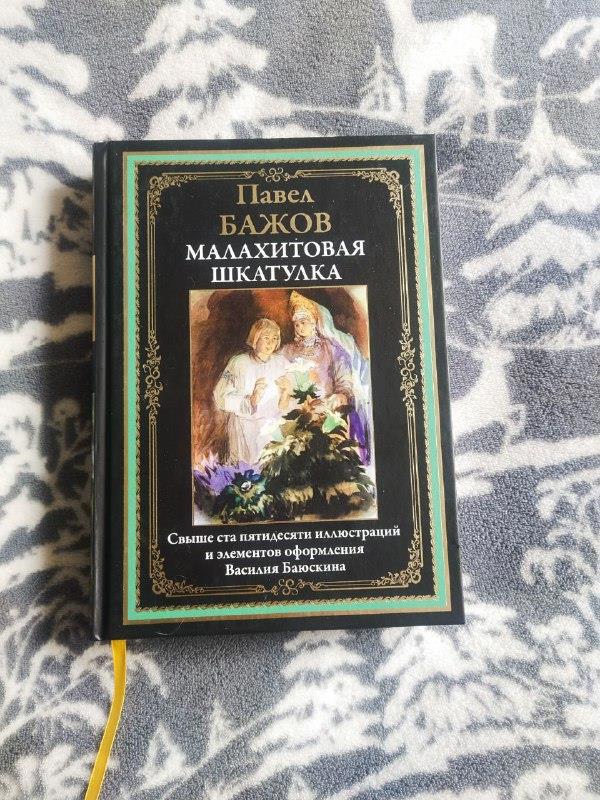 Павел
БАЖОВ
МАЛАХИТОВАЯ
ШКАТУЛКА
Свыше ста пятидесяти иллюстраций
и элементов оформления
Василия Баюскина